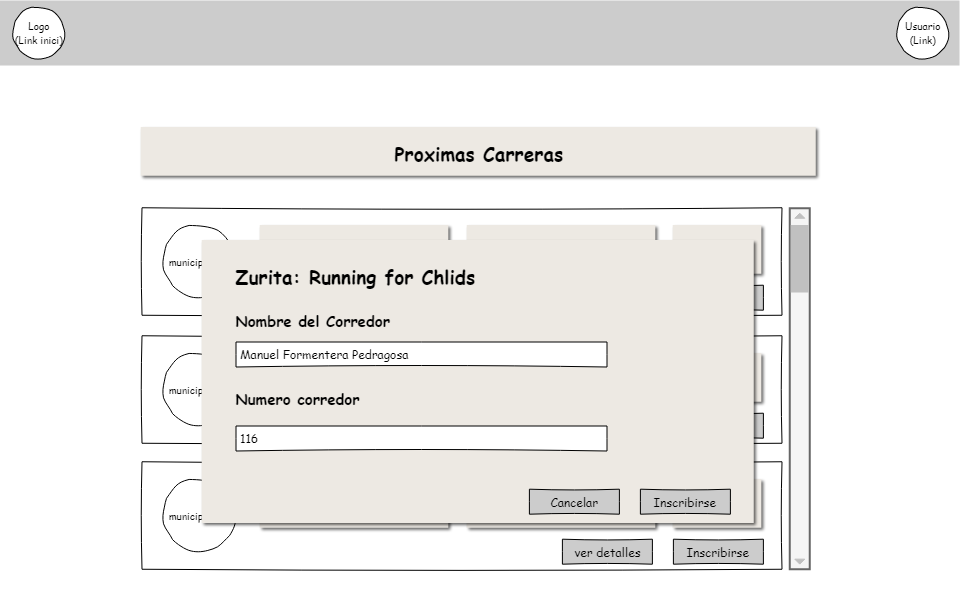 Logo
(Link inici)
Usuario
(Link)
Proximas Carreras
municip
Zurita: Running for Chlids
Nombre del Corredor
Manuel Formentera Pedragosa
municip
Numero corredor
116
municip
Cancelar
Inscribirse
ver detalles
Inscribirse